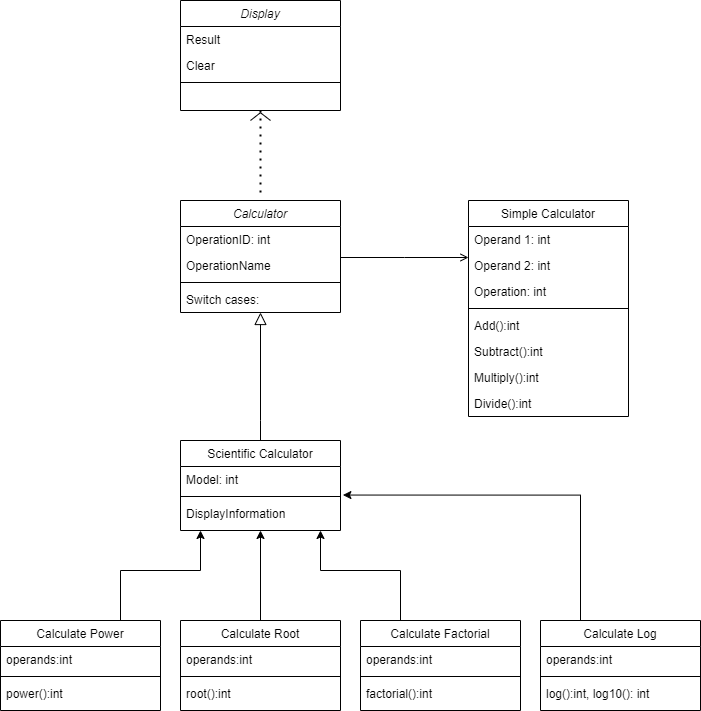 Display
Result
Clear
Calculator
OperationID: int
OperationName
Switch cases:
Simple Calculator
Operand 1: int
Operand 2: int
Operation: int
Add():int
Subtract():int
Multiply():int
Divide():int
Scientific Calculator
Model: int
DisplayInformation
Calculate Power
operands:int
power():int
Calculate Root
operands:int
root():int
Calculate Factorial
operands:int
factorial():int
Calculate Log
operands:int
log():int, log10(): int